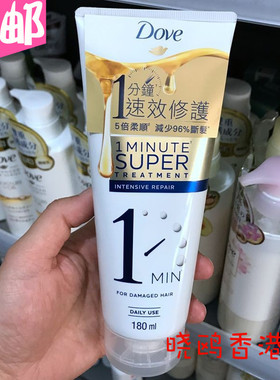 邮
Dove
1分鐘
速效修護
5倍柔順 減少96%斷髮
1 MINUTE
SUPER
TREATMENT
INTENSIVE REPAIR
1 MIN
FOR DAMAGED HAIR
DAILY USE
180 ml
晓鸥香港